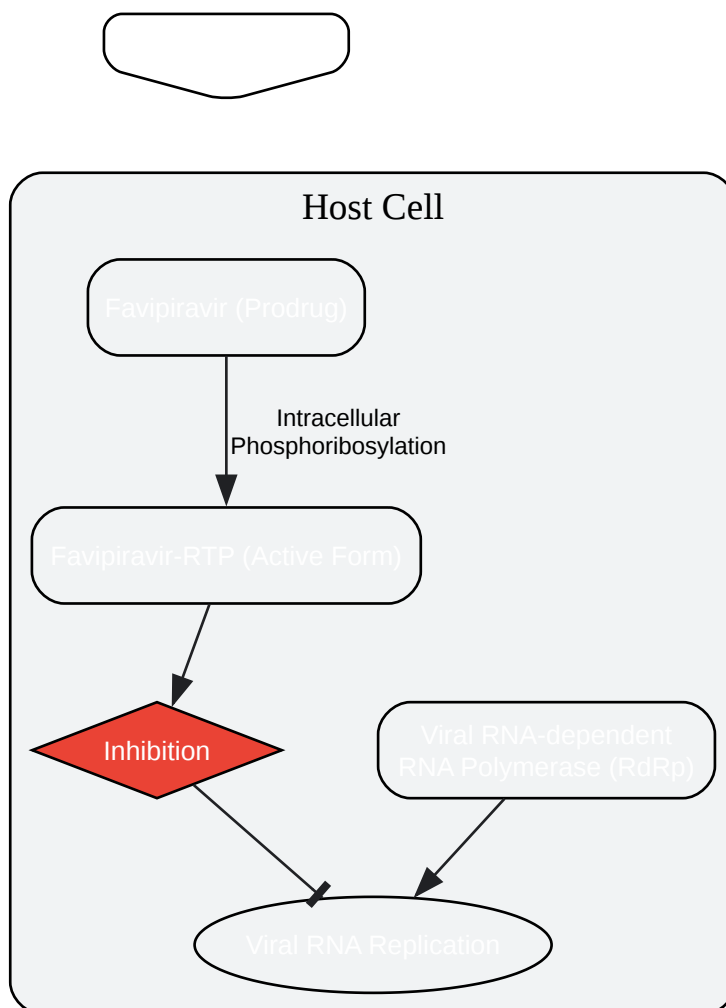 Host Cell
Favipiravir (Prodrug)
Intracellular
Phosphoribosylation
Favipiravir-RTP (Active Form)
Inhibition
Viral RNA-dependent
RNA Polymerase (RdRp)
Viral RNA Replication